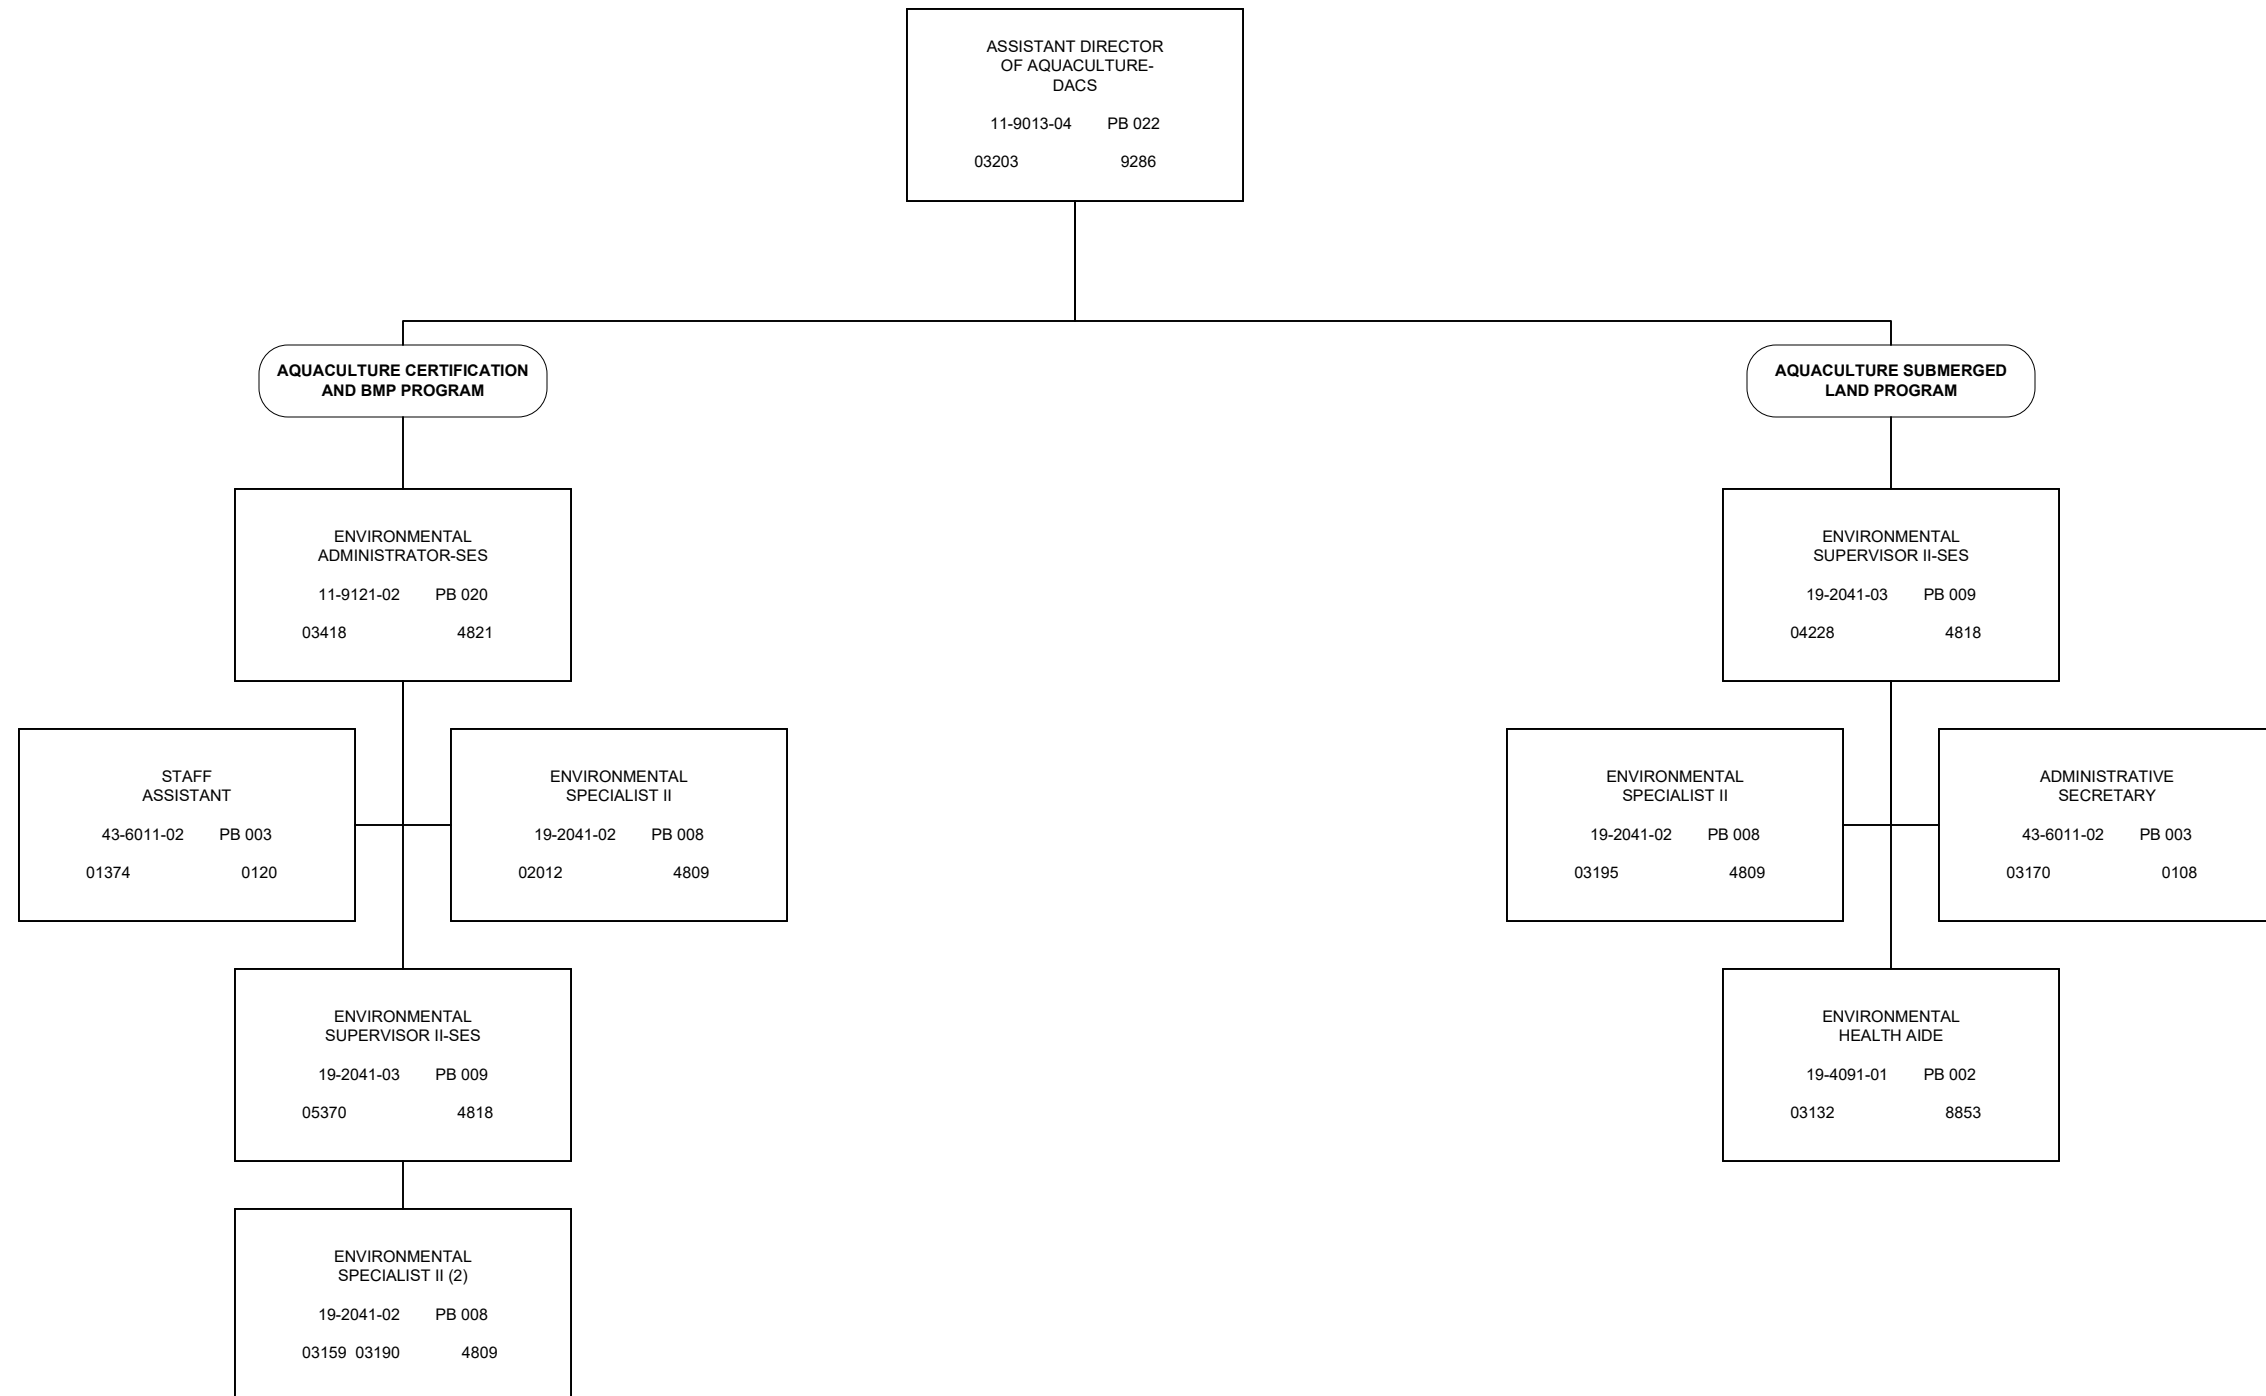 ASSISTANT DIRECTOR
OF AQUACULTURE-
DACS
11-9013-04 PB 022
03203 9286
AQUACULTURE CERTIFICATION
AND BMP PROGRAM
ENVIRONMENTAL
ADMINISTRATOR-SES
11-9121-02 PB 020
03418 4821
STAFF
ASSISTANT
43-6011-02 PB 003
01374 0120
ENVIRONMENTAL
SPECIALIST II
19-2041-02 PB 008
02012 4809
ENVIRONMENTAL
SUPERVISOR II-SES
19-2041-03 PB 009
05370 4818
ENVIRONMENTAL
SPECIALIST II (2)
19-2041-02 PB 008
03159 03190 4809
AQUACULTURE SUBMERGED
LAND PROGRAM
ENVIRONMENTAL
SUPERVISOR II-SES
19-2041-03 PB 009
04228 4818
ENVIRONMENTAL
SPECIALIST II
19-2041-02 PB 008
03195 4809
ADMINISTRATIVE
SECRETARY
43-6011-02 PB 003
03170 0108
ENVIRONMENTAL
HEALTH AIDE
19-4091-01 PB 002
03132 8853